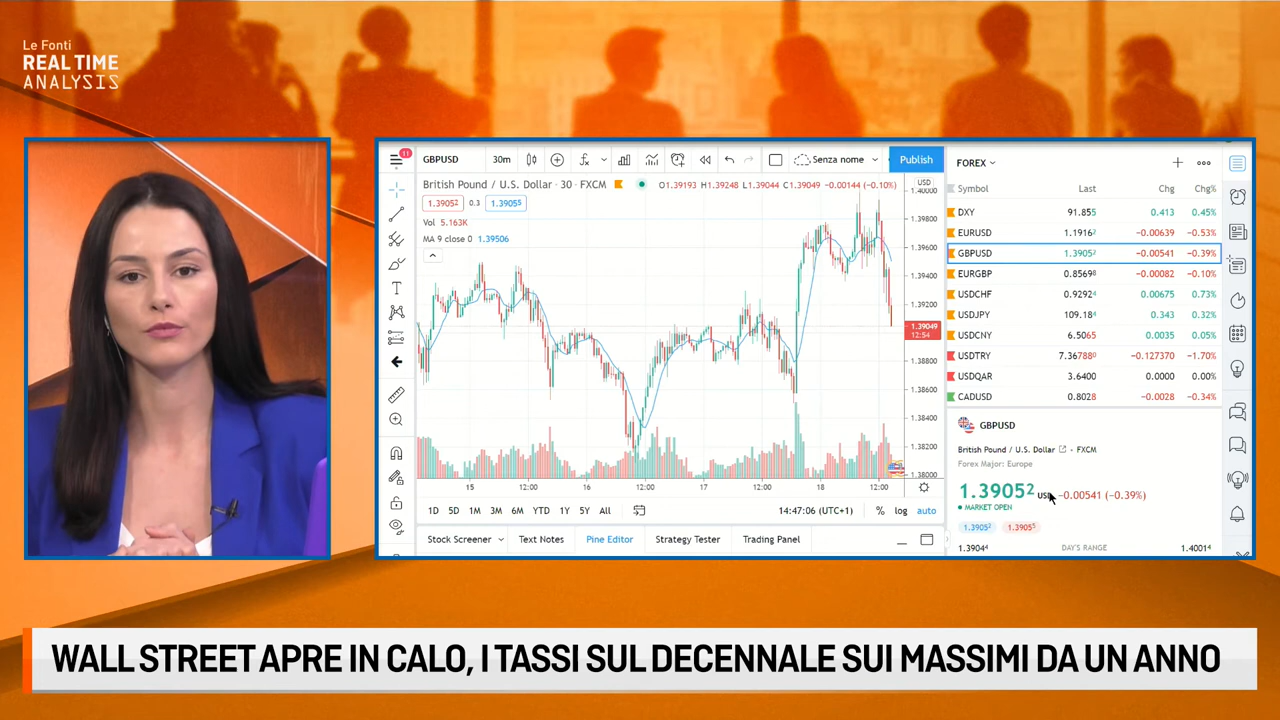 Le Fonti
REAL TIME
ANALYSIS
11
GBPUSD
30m
Senza nome
Publish
British Pound / U.S. Dollar · 30 · FXCM
O1.39193 H1.39248 L1.39044 C1.39049 −0.00144 (−0.10%)
1.39052 0.3 1.39055
Vol 5.163K
MA 9 close 0 1.39506
USD
1.40000
1.39800
1.39600
1.39400
1.39200
1.39049
12:54
1.38800
1.38600
1.38400
1.38200
1.38000
15 12:00 16 12:00 17 12:00 18 12:00
1D 5D 1M 3M 6M YTD 1Y 5Y All
14:47:06 (UTC+1) % log auto
Stock Screener Text Notes Pine Editor Strategy Tester Trading Panel
FOREX
Symbol Last Chg Chg%
DXY 91.855 0.413 0.45%
EURUSD 1.19162 −0.00639 −0.53%
GBPUSD 1.39052 −0.00541 −0.39%
EURGBP 0.85698 −0.00082 −0.10%
USDCHF 0.92924 0.00675 0.73%
USDJPY 109.184 0.343 0.32%
USDCNY 6.5065 0.0035 0.05%
USDTRY 7.367880 −0.127370 −1.70%
USDQAR 3.6400 0.0000 0.00%
CADUSD 0.8028 −0.0028 −0.34%
GBPUSD
British Pound / U.S. Dollar · FXCM
Forex Major: Europe
1.39052 USD −0.00541 (−0.39%)
MARKET OPEN
1.39052 1.39055
1.39044 DAY'S RANGE 1.40014
WALL STREET APRE IN CALO, I TASSI SUL DECENNALE SUI MASSIMI DA UN ANNO